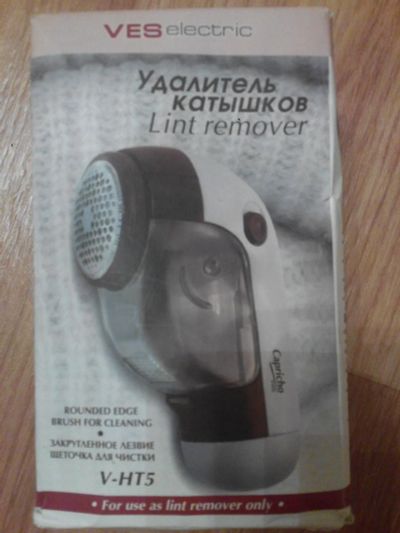 VES electric
Удалитель
катышков
Lint remover
Capricho
ROUNDED EDGE
BRUSH FOR CLEANING
•
ЗАКРУГЛЕННОЕ ЛЕЗВИЕ
ЩЕТОЧКА ДЛЯ ЧИСТКИ
V-HT5
• For use as lint remover only •